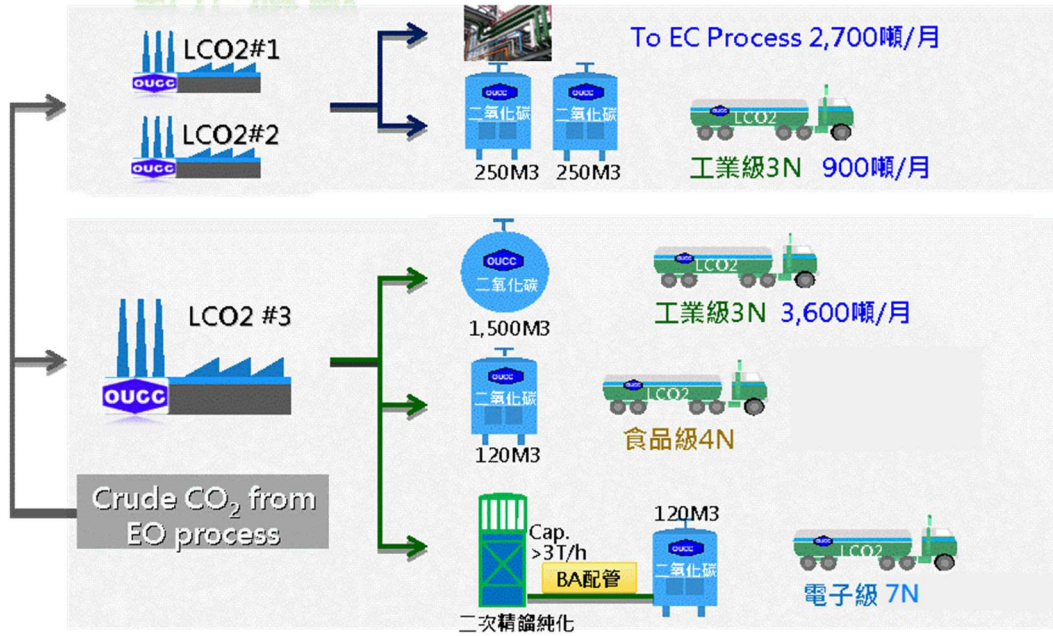 LCO2#1
OUCC
LCO2#2
OUCC
To EC Process 2,700噸/月
OUCC
二氧化碳
250M3
OUCC
二氧化碳
250M3
OUCC
LCO2
工業級3N 900噸/月
LCO2 #3
OUCC
OUCC
二氧化碳
1,500M3
OUCC
LCO2
工業級3N 3,600噸/月
OUCC
二氧化碳
120M3
OUCC
LCO2
食品級4N
Crude CO₂ from
EO process
Cap.
>3T/h
BA配管
二次精餾純化
120M3
OUCC
二氧化碳
OUCC
LCO2
電子級 7N